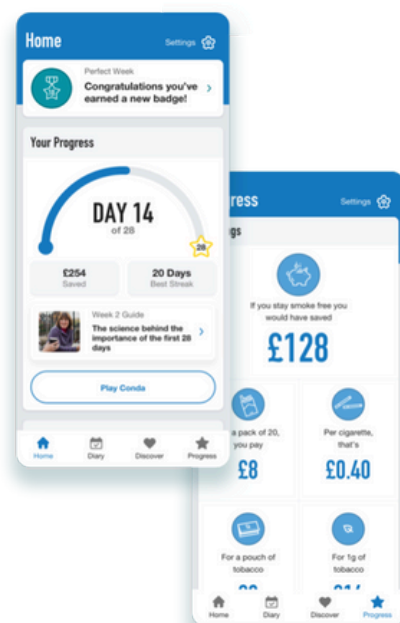 Home
Settings
Perfect Week
Congratulations you've
earned a new badge!
Your Progress
DAY 14
of 28
28
£254
Saved
20 Days
Best Streak
Week 2 Guide
The science behind the
importance of the first 28
days
Play Conda
Home
Diary
Discover
Progress
ress
Settings
gs
If you stay smoke free you
would have saved
£128
a pack of 20,
you pay
£8
Per cigarette,
that's
£0.40
For a pouch of
tobacco
For 1g of
tobacco
Home
Diary
Discover
Progress